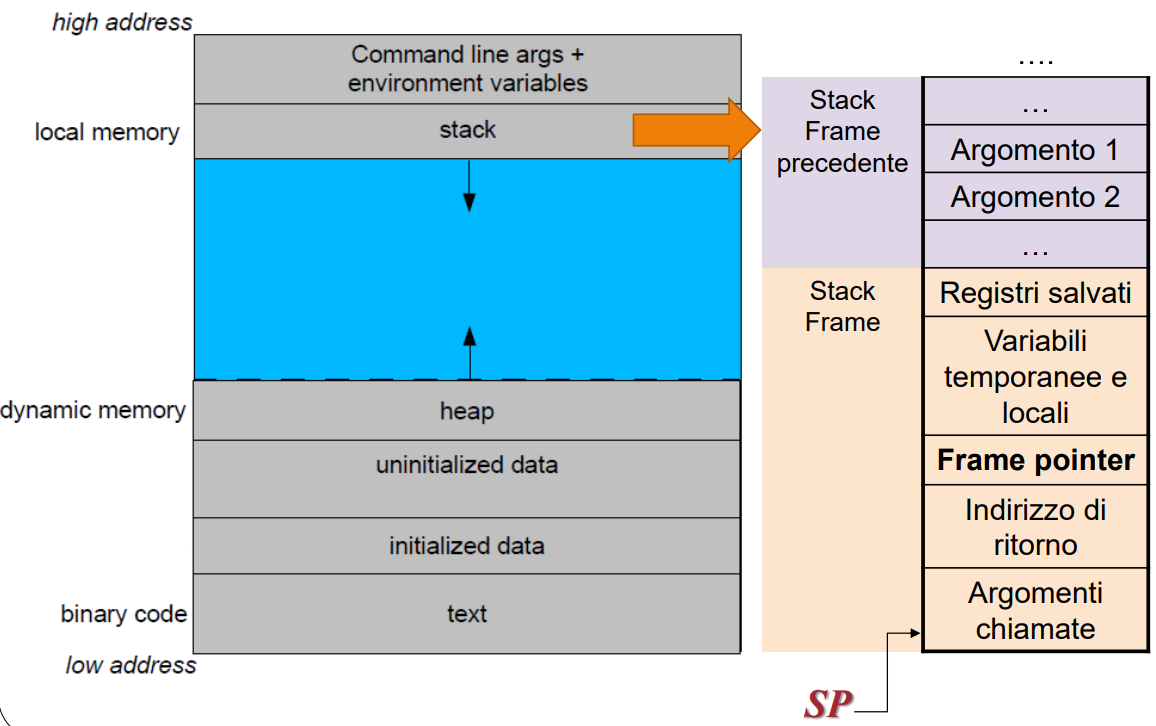 high address
Command line args +
environment variables
local memory
stack
dynamic memory
heap
uninitialized data
initialized data
binary code
text
low address
....
Stack
Frame
precedente
...
Argomento 1
Argomento 2
...
Stack
Frame
Registri salvati
Variabili
temporanee e
locali
Frame pointer
Indirizzo di
ritorno
Argomenti
chiamate
SP